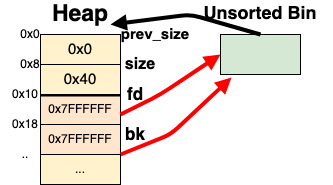 Heap
Unsorted Bin
0x0
prev_size
0x0
0x8
size
0x40
0x10
fd
0x7FFFFFF
0x18
bk
0x7FFFFFF
..
...